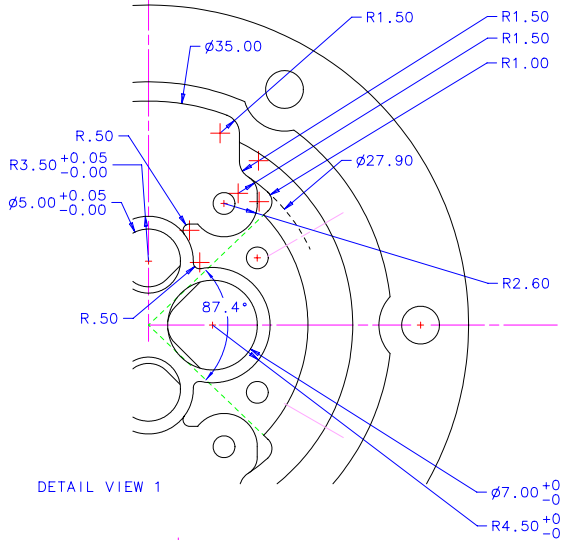 R1.50
R1.50
R1.50
R1.00
ø35.00
R.50
R3.50 +0.05 -0.00
ø5.00 +0.05 -0.00
ø27.90
R2.60
87.4°
R.50
DETAIL VIEW 1
ø7.00 +0 -0
R4.50 +0 -0